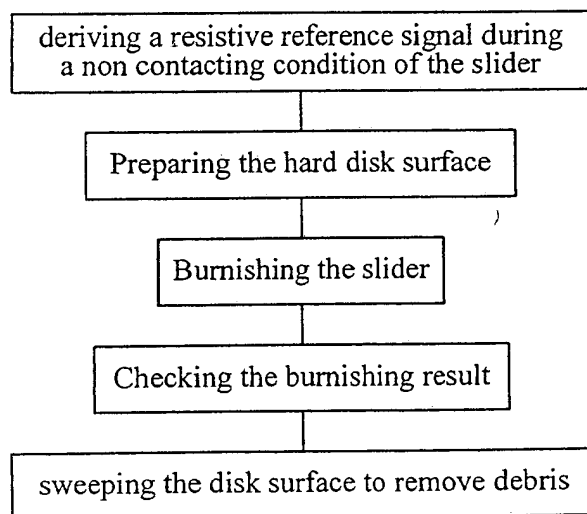 deriving a resistive reference signal during
a non contacting condition of the slider
Preparing the hard disk surface
Burnishing the slider
Checking the burnishing result
sweeping the disk surface to remove debris